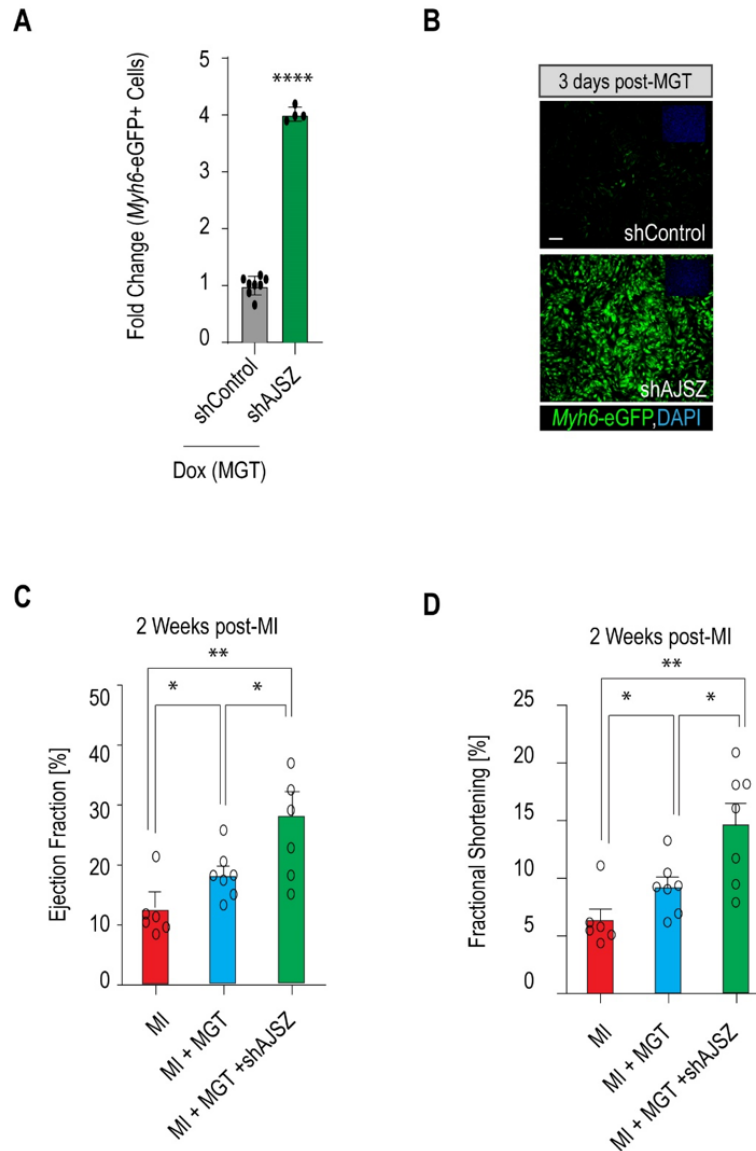 A
Fold Change (Myh6-eGFP+ Cells)
5
4
3
2
1
0
****
shControl
shAJSZ
Dox (MGT)
B
3 days post-MGT
shControl
shAJSZ
Myh6-eGFP,DAPI
C
2 Weeks post-MI
**
*
*
Ejection Fraction [%]
50
40
30
20
10
0
MI
MI + MGT
MI + MGT +shAJSZ
D
2 Weeks post-MI
**
*
*
Fractional Shortening [%]
25
20
15
10
5
0
MI
MI + MGT
MI + MGT +shAJSZ